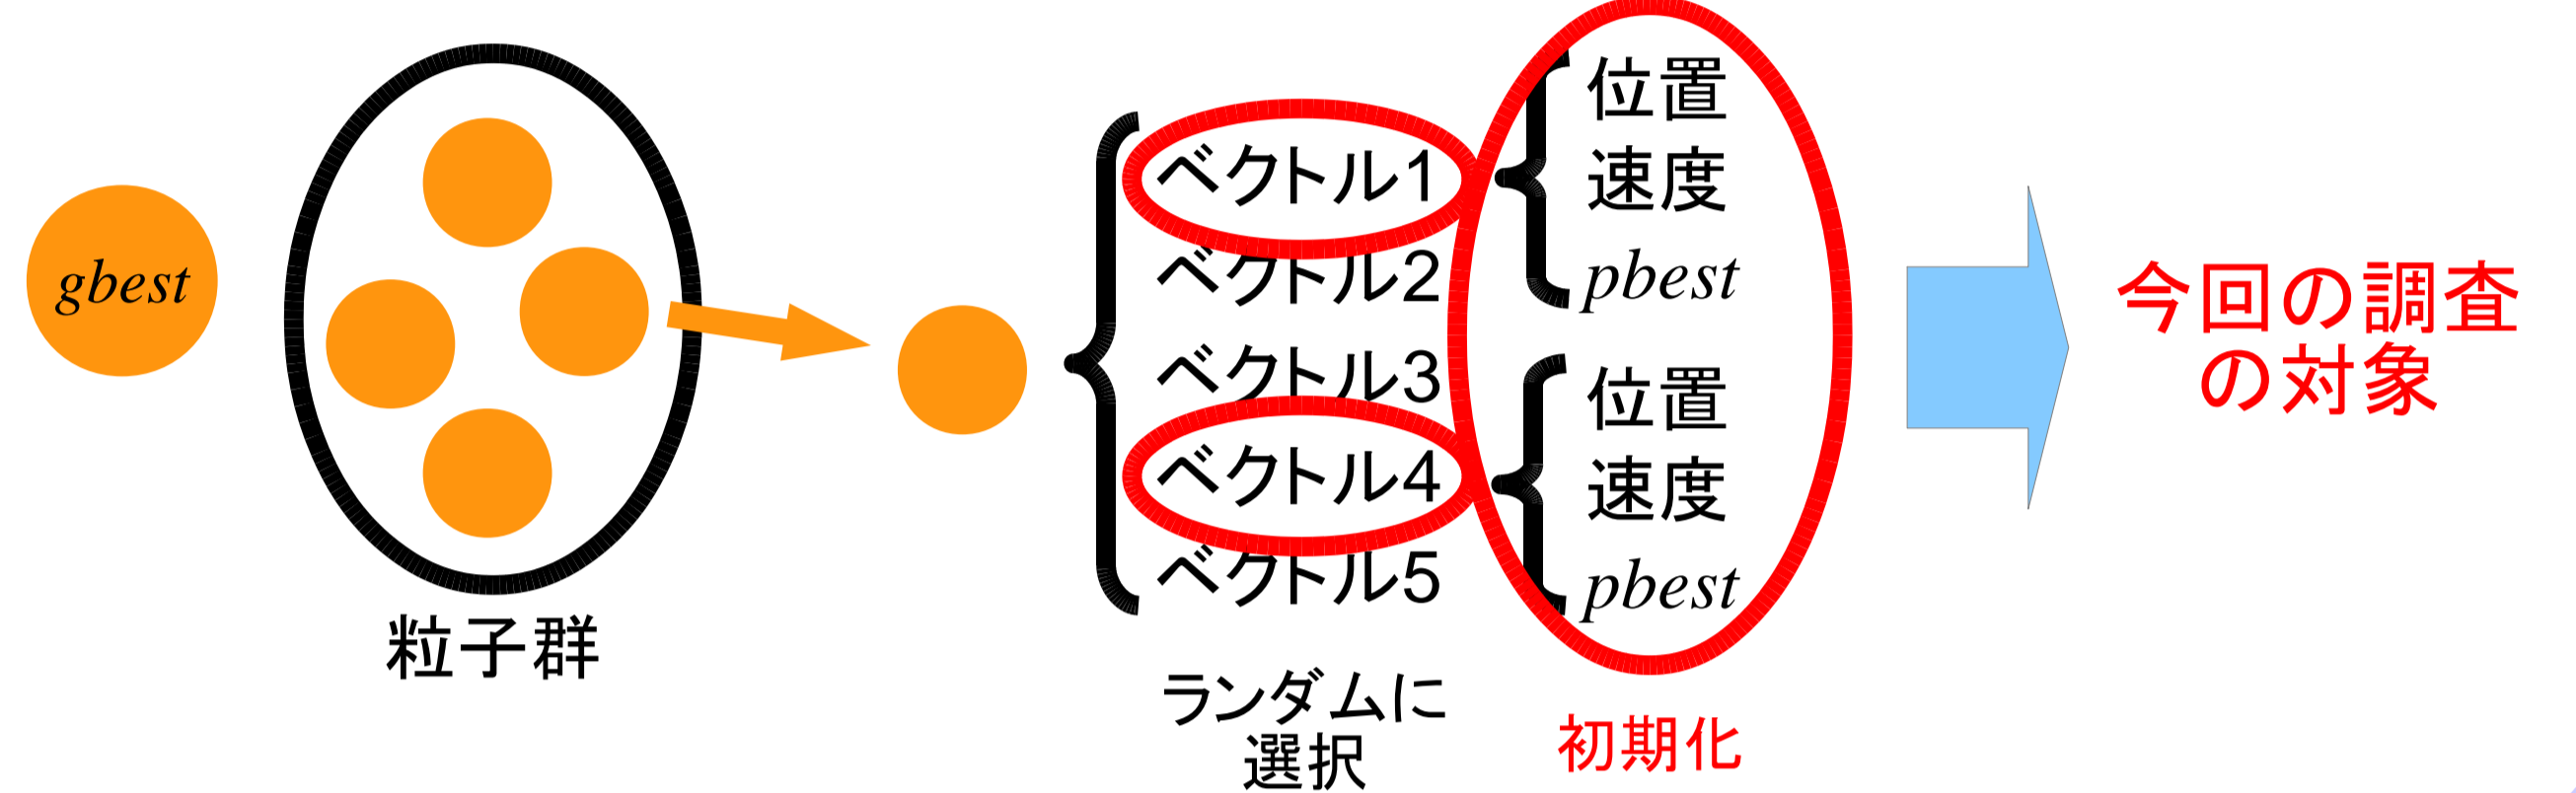 gbest
粒子群
ベクトル1
ベクトル2
ベクトル3
ベクトル4
ベクトル5
ランダムに
選択
位置
速度
pbest
位置
速度
pbest
初期化
今回の調査
の対象